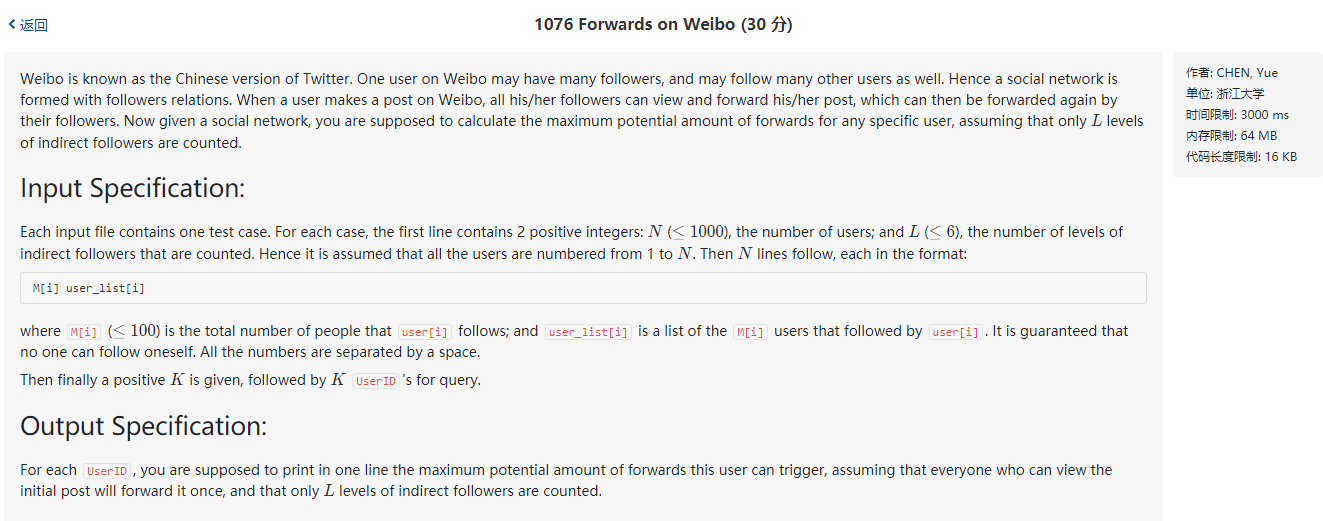 返回
1076 Forwards on Weibo (30 分)
Weibo is known as the Chinese version of Twitter. One user on Weibo may have many followers, and may follow many other users as well. Hence a social network is
formed with followers relations. When a user makes a post on Weibo, all his/her followers can view and forward his/her post, which can then be forwarded again by
their followers. Now given a social network, you are supposed to calculate the maximum potential amount of forwards for any specific user, assuming that only L levels
of indirect followers are counted.
作者: CHEN, Yue
单位: 浙江大学
时间限制: 3000 ms
内存限制: 64 MB
代码长度限制: 16 KB
Input Specification:
Each input file contains one test case. For each case, the first line contains 2 positive integers: N (≤ 1000), the number of users; and L (≤ 6), the number of levels of
indirect followers that are counted. Hence it is assumed that all the users are numbered from 1 to N. Then N lines follow, each in the format:
M[i] user_list[i]
where M[i] (≤ 100) is the total number of people that user[i] follows; and user_list[i] is a list of the M[i] users that followed by user[i]. It is guaranteed that
no one can follow oneself. All the numbers are separated by a space.
Then finally a positive K is given, followed by K UserID's for query.
Output Specification:
For each UserID, you are supposed to print in one line the maximum potential amount of forwards this user can trigger, assuming that everyone who can view the
initial post will forward it once, and that only L levels of indirect followers are counted.